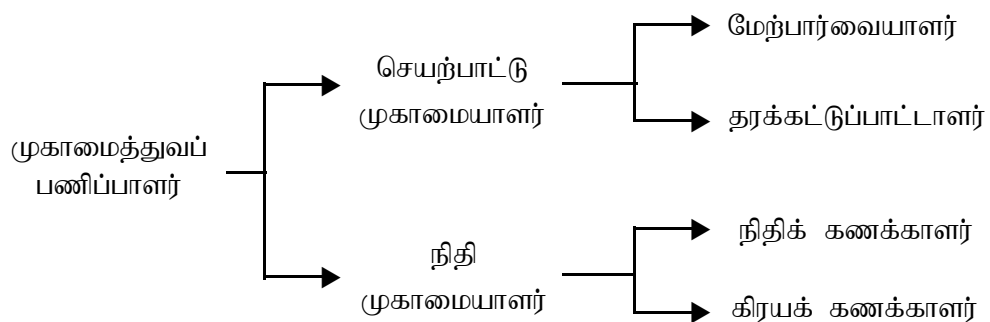 மேற்பார்வையாளர்
செயற்பாட்டு
முகாமையாளர்
தரக்கட்டுப்பாட்டாளர்
முகாமைத்துவப்
பணிப்பாளர்
நிதிக் கணக்காளர்
நிதி
முகாமையாளர்
கிரயக் கணக்காளர்